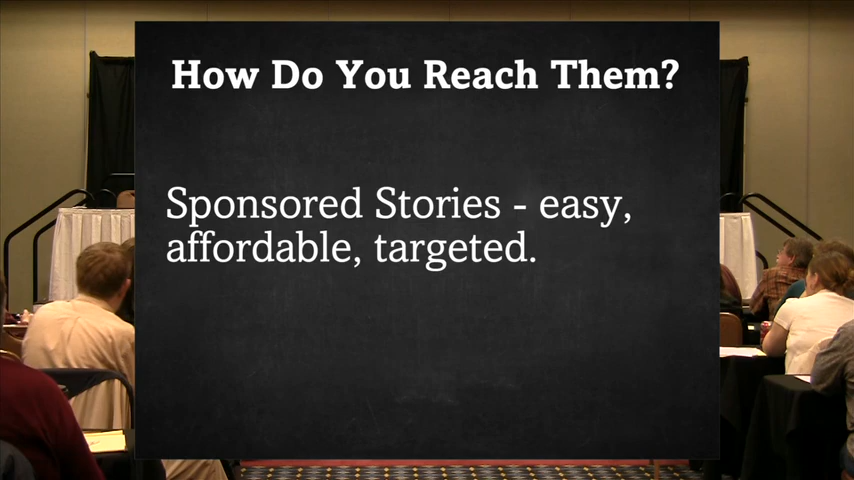 How Do You Reach Them?
Sponsored Stories - easy,
affordable, targeted.